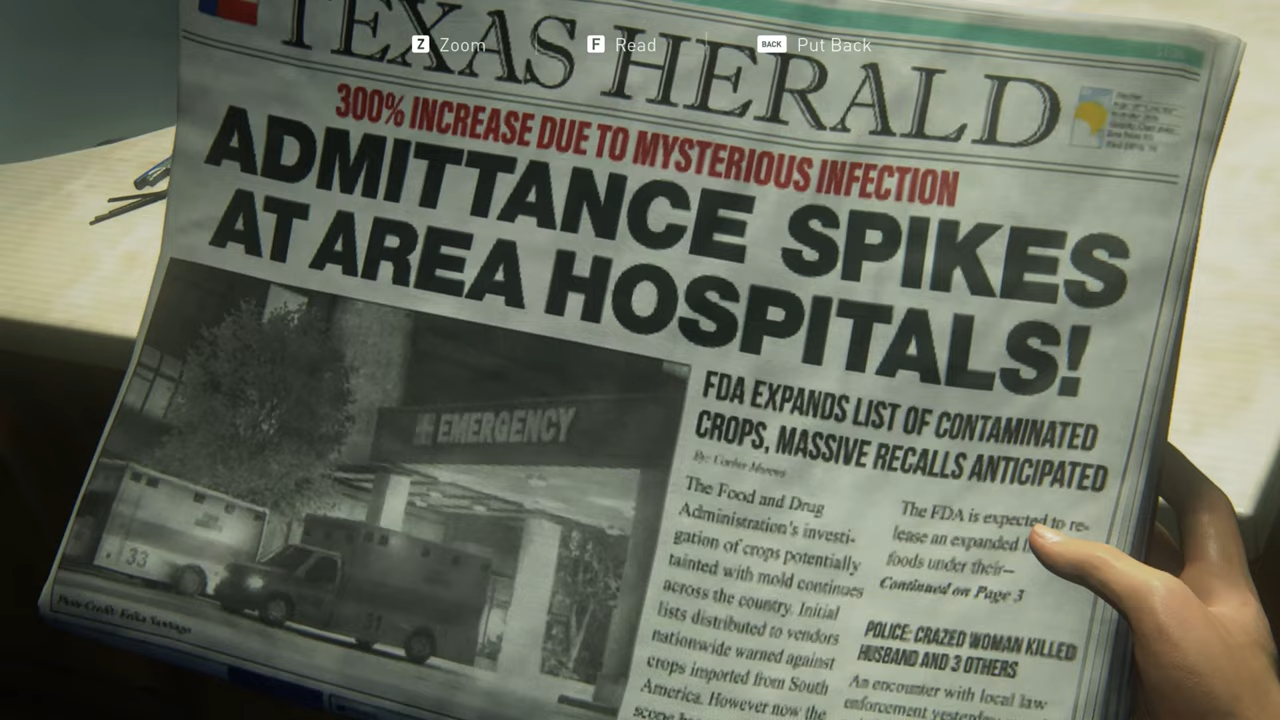 Z Zoom
F Read
BACK Put Back
TEXAS HERALD
300% INCREASE DUE TO MYSTERIOUS INFECTION
ADMITTANCE SPIKES
AT AREA HOSPITALS!
EMERGENCY
33
31
FDA EXPANDS LIST OF CONTAMINATED
CROPS, MASSIVE RECALLS ANTICIPATED
The Food and Drug
Administration's investi-
gation of crops potentially
tainted with mold continues
across the country. Initial
lists distributed to vendors
nationwide warned against
crops imported from South
America. However now the
The FDA is expected to re-
lease an expanded
foods under their—
Continued on Page 3
POLICE: CRAZED WOMAN KILLED
HUSBAND AND 3 OTHERS
An encounter with local law
enforcement